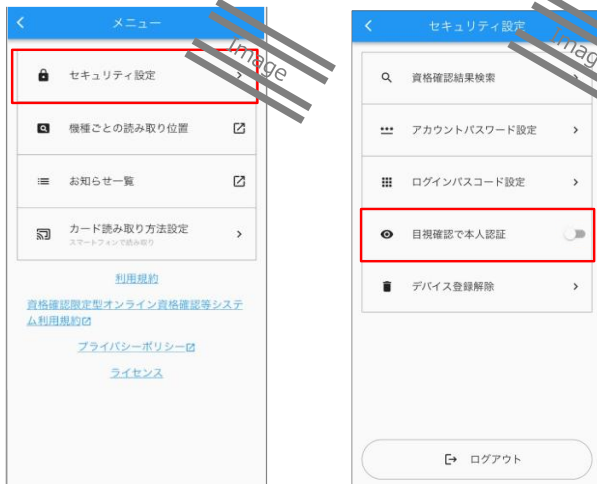 メニュー
Image
セキュリティ設定
機種ごとの読み取り位置
お知らせ一覧
カード読み取り方法設定
スマートフォンで読み取り
利用規約
資格確認限定型オンライン資格確認等システ
ム利用規約
プライバシーポリシー
ライセンス
セキュリティ設定
Image
資格確認結果検索
アカウントパスワード設定
ログインパスコード設定
目視確認で本人認証
デバイス登録解除
ログアウト